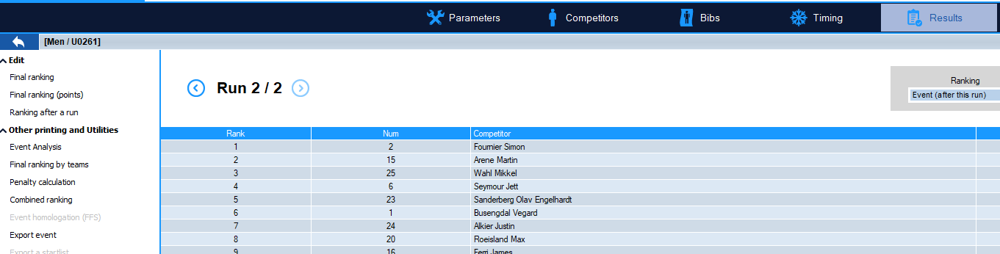 Parameters Competitors Bibs Timing Results
[Men / U0261]
Edit
Final ranking
Final ranking (points)
Ranking after a run
Other printing and Utilities
Event Analysis
Final ranking by teams
Penalty calculation
Combined ranking
Event homologation (FFS)
Export event
Export a startlist
Run 2 / 2
Ranking
Event (after this run)
Rank Num Competitor
1 2 Fournier Simon
2 15 Arene Martin
3 25 Wahl Mikkel
4 6 Seymour Jett
5 23 Sanderberg Olav Engelhardt
6 1 Busengdal Vegard
7 24 Alkier Justin
8 20 Roeisland Max
9 16 Ferri James